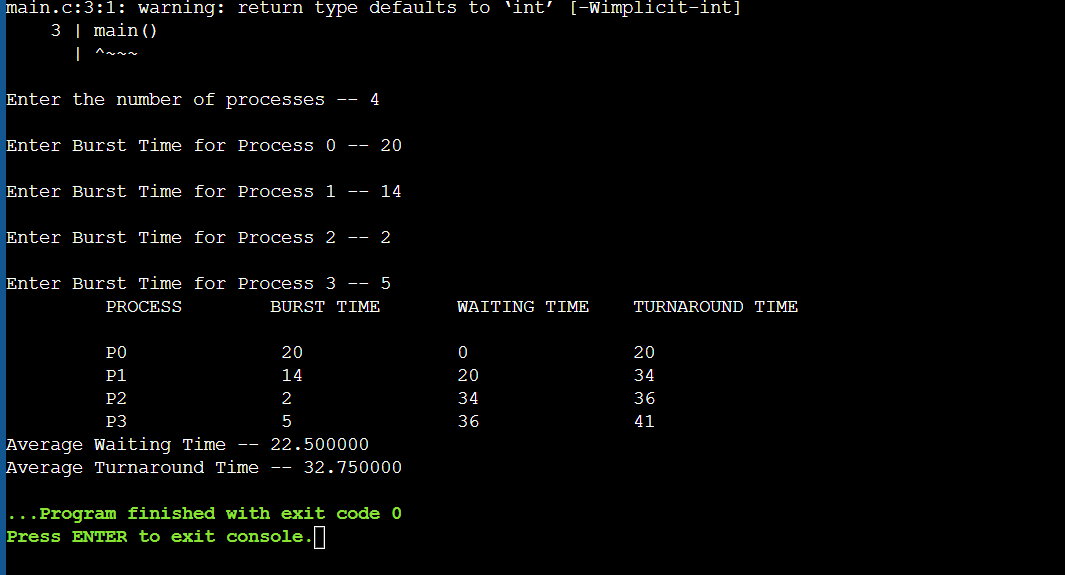 main.c:3:1: warning: return type defaults to ‘int’ [-Wimplicit-int]
3 | main()
| ^~~~
Enter the number of processes -- 4
Enter Burst Time for Process 0 -- 20
Enter Burst Time for Process 1 -- 14
Enter Burst Time for Process 2 -- 2
Enter Burst Time for Process 3 -- 5
PROCESS BURST TIME WAITING TIME TURNAROUND TIME
P0 20 0 20
P1 14 20 34
P2 2 34 36
P3 5 36 41
Average Waiting Time -- 22.500000
Average Turnaround Time -- 32.750000
...Program finished with exit code 0
Press ENTER to exit console.